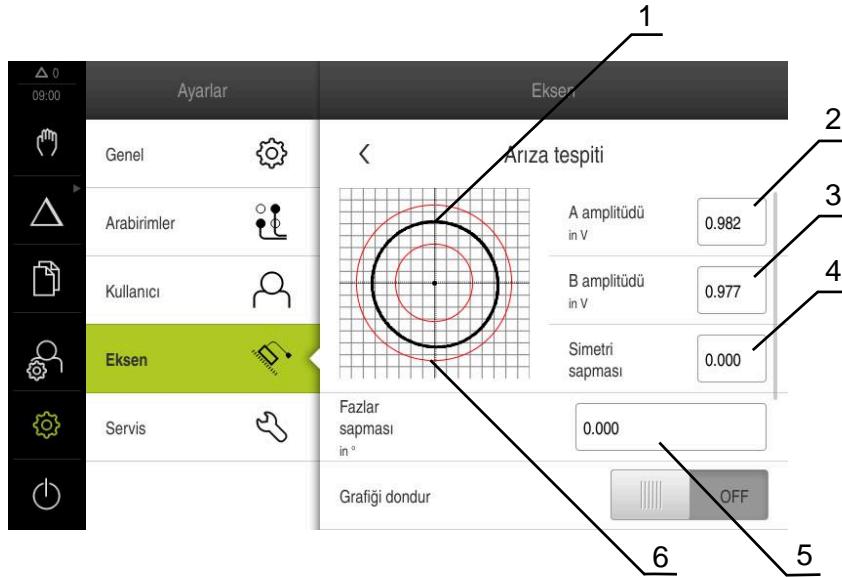 1
△ 0
09:00
Ayarlar
Eksen
Genel
Arabirimler
Kullanıcı
Eksen
Servis
Arıza tespiti
2
A amplitüdü
in V
0.982
3
B amplitüdü
in V
0.977
4
Simetri
sapması
0.000
Fazlar
sapması
in °
0.000
Grafiği dondur
OFF
6
5